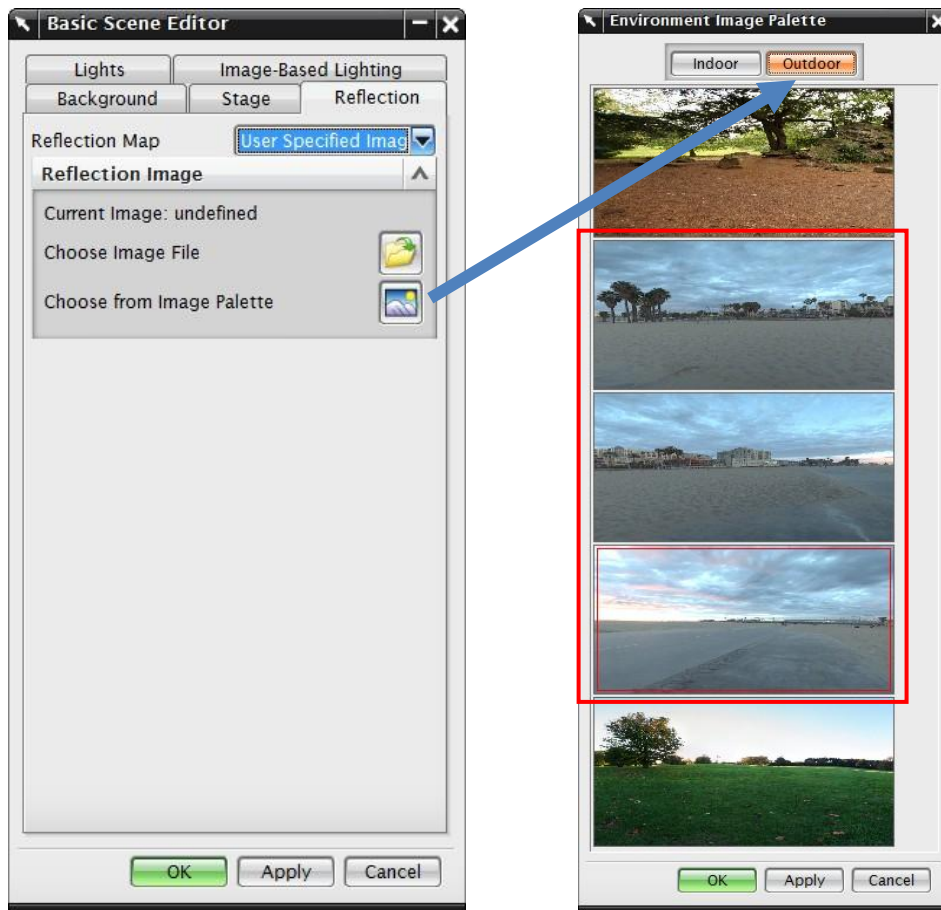 Basic Scene Editor
Lights
Image-Based Lighting
Background
Stage
Reflection
Reflection Map
User Specified Imag
Reflection Image
Current Image: undefined
Choose Image File
Choose from Image Palette
OK
Apply
Cancel
Environment Image Palette
Indoor
Outdoor
OK
Apply
Cancel